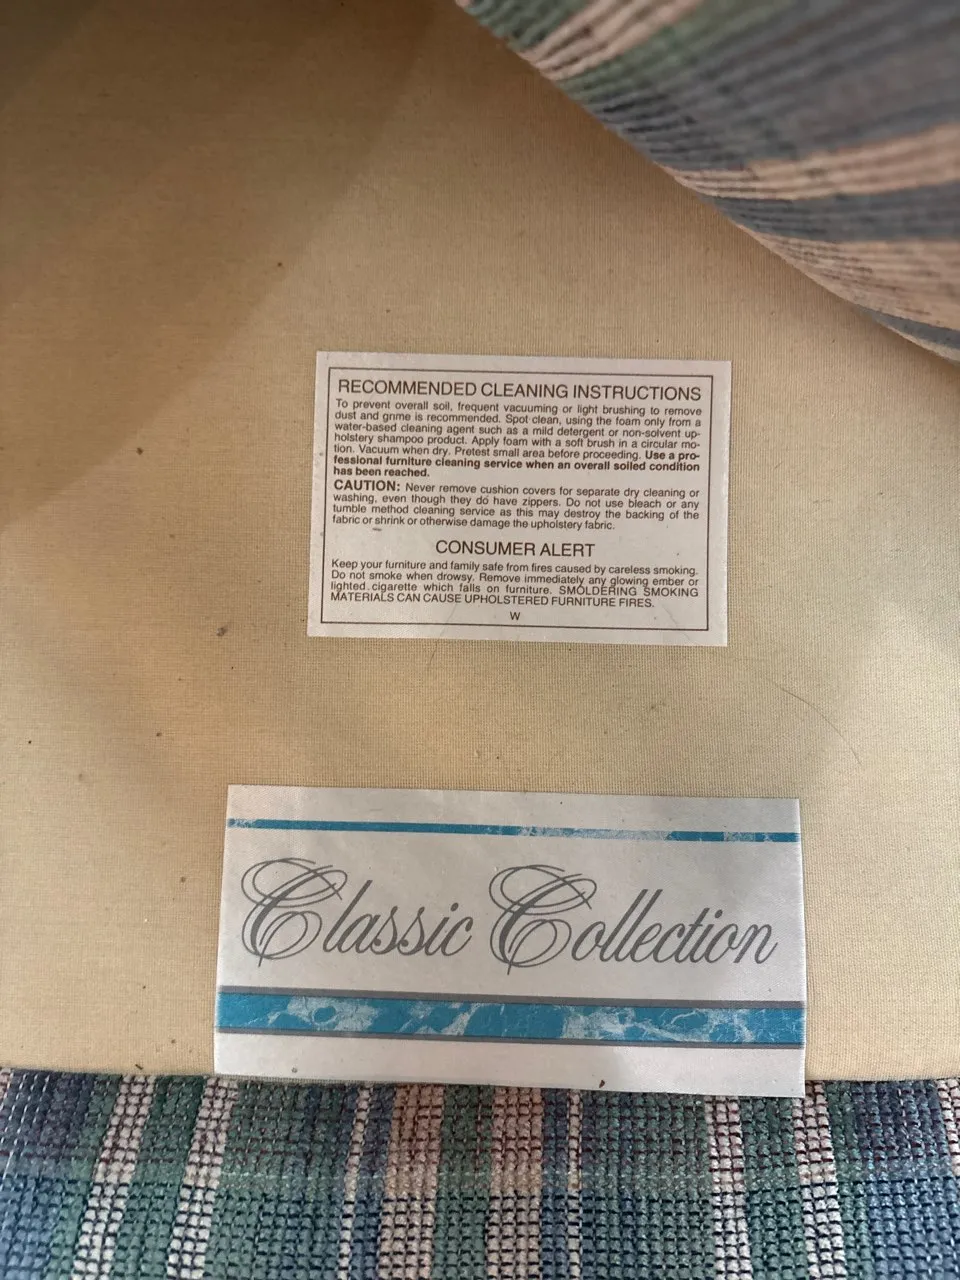 RECOMMENDED CLEANING INSTRUCTIONS
To prevent overall soil, frequent vacuuming or light brushing to remove
dust and grime is recommended. Spot clean, using the foam only from a
water-based cleaning agent such as a mild detergent or non-solvent up-
holstery shampoo product. Apply foam with a soft brush in a circular mo-
tion. Vacuum when dry. Pretest small area before proceeding. Use a pro-
fessional furniture cleaning service when an overall soiled condition
has been reached.
CAUTION: Never remove cushion covers for separate dry cleaning or
washing, even though they do have zippers. Do not use bleach or any
tumble method cleaning service as this may destroy the backing of the
fabric or shrink or otherwise damage the upholstery fabric.
CONSUMER ALERT
Keep your furniture and family safe from fires caused by careless smoking.
Do not smoke when drowsy. Remove immediately any glowing ember or
lighted cigarette which falls on furniture. SMOLDERING SMOKING
MATERIALS CAN CAUSE UPHOLSTERED FURNITURE FIRES.
W
Classic Collection